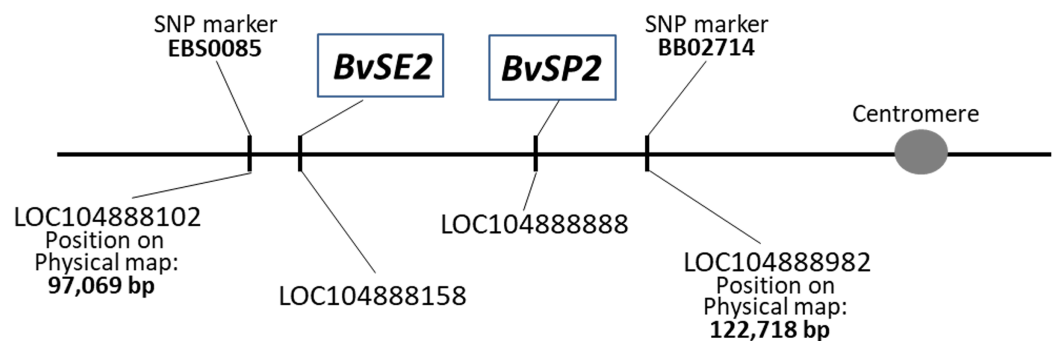 SNP marker
EBS0085
BvSE2
BvSP2
SNP marker
BB02714
Centromere
LOC104888102
Position on
Physical map:
97,069 bp
LOC104888158
LOC104888888
LOC104888982
Position on
Physical map:
122,718 bp